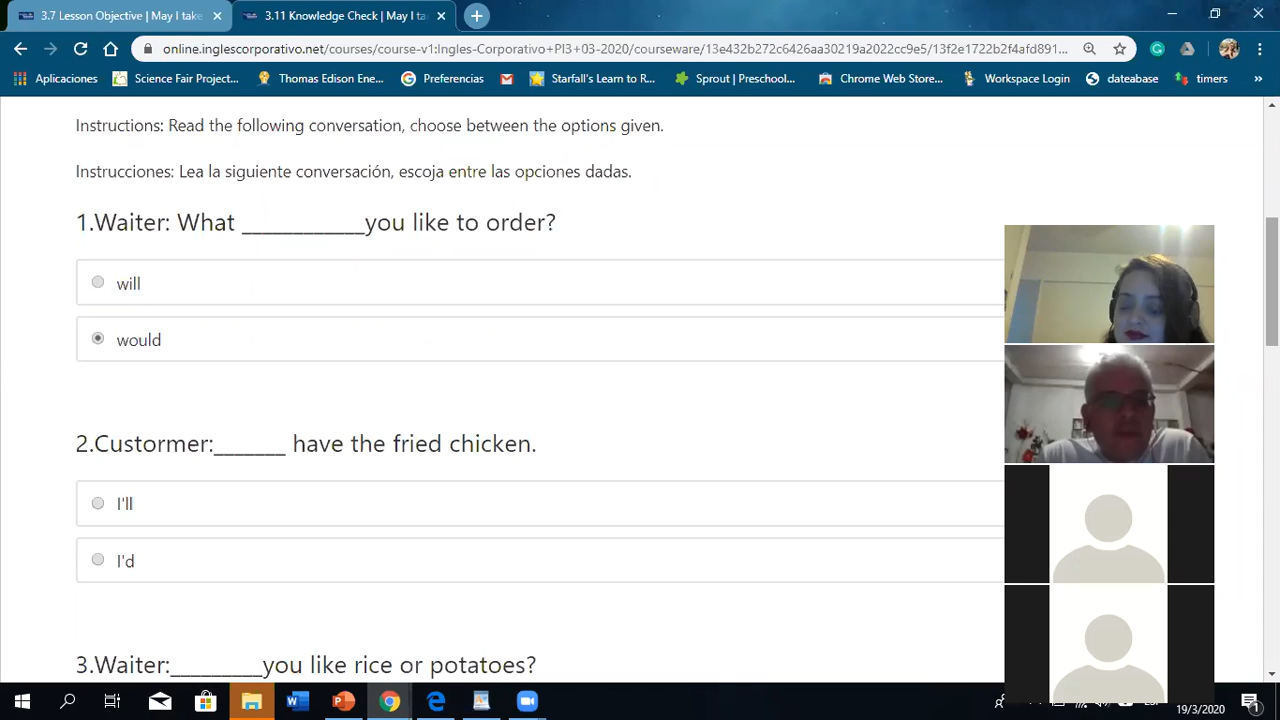 3.7 Lesson Objective | May I take
3.11 Knowledge Check | May I ta
online.inglescorporativo.net/courses/course-v1:Ingles-Corporativo+PI3+03-2020/courseware/13e432b272c6426aa30219a2022cc9e5/13f2e1722b2f4afd891...
Aplicaciones
Science Fair Project...
Thomas Edison Ene...
Preferencias
Starfall's Learn to R...
Sprout | Preschool...
Chrome Web Store...
Workspace Login
dateabase
timers
»
Instructions: Read the following conversation, choose between the options given.
Instrucciones: Lea la siguiente conversación, escoja entre las opciones dadas.
1.Waiter: What ____________you like to order?
will
would
2.Custormer:_______ have the fried chicken.
I'll
I'd
3.Waiter:_________you like rice or potatoes?
19/3/2020